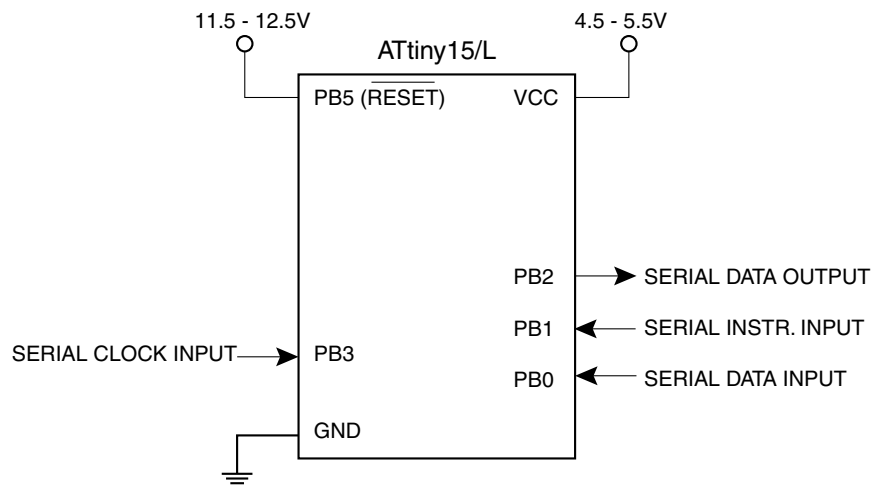 11.5 - 12.5V
4.5 - 5.5V
ATtiny15/L
PB5 (RESET)
VCC
PB2
SERIAL DATA OUTPUT
PB1
SERIAL INSTR. INPUT
SERIAL CLOCK INPUT
PB3
PB0
SERIAL DATA INPUT
GND